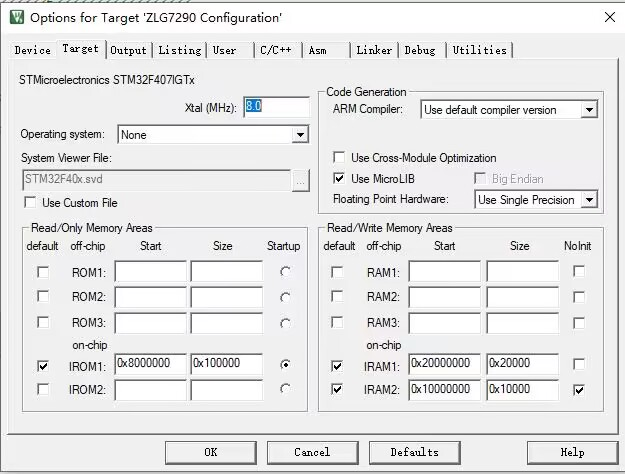 Options for Target 'ZLG7290 Configuration'
Device Target Output Listing User C/C++ Asm Linker Debug Utilities
STMicroelectronics STM32F407IGTx
Xtal (MHz): 8.0
Operating system: None
System Viewer File:
STM32F40x.svd ...
Use Custom File
Code Generation
ARM Compiler: Use default compiler version
Use Cross-Module Optimization
Use MicroLIB Big Endian
Floating Point Hardware: Use Single Precision
Read/Only Memory Areas
default off-chip Start Size Startup
ROM1:
ROM2:
ROM3:
on-chip
IROM1: 0x8000000 0x100000
IROM2:
Read/Write Memory Areas
default off-chip Start Size NoInit
RAM1:
RAM2:
RAM3:
on-chip
IRAM1: 0x20000000 0x20000
IRAM2: 0x10000000 0x10000
OK Cancel Defaults Help